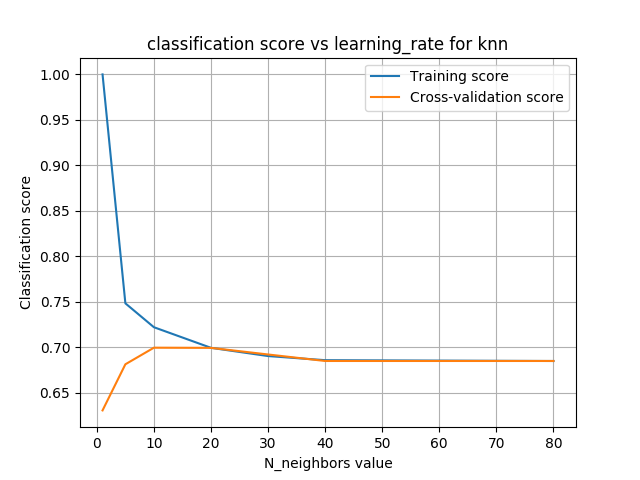 classification score vs learning_rate for knn
Training score
Cross-validation score
1.00
0.95
0.90
0.85
0.80
0.75
0.70
0.65
Classification score
0 10 20 30 40 50 60 70 80
N_neighbors value